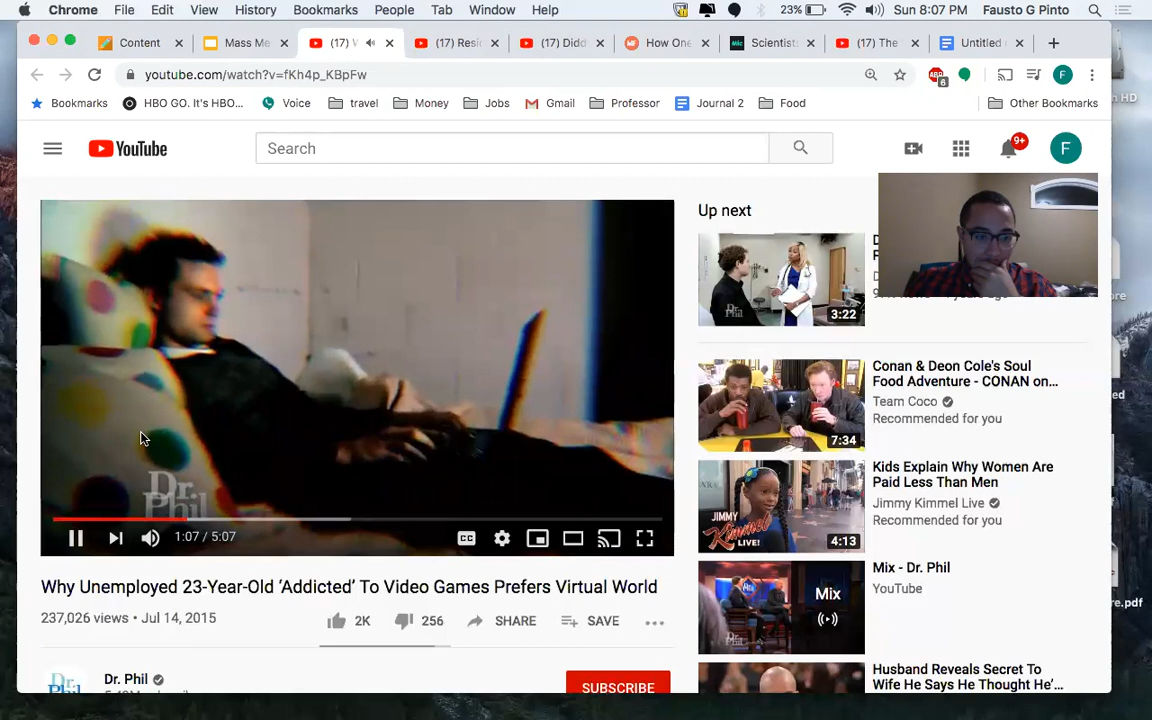 Chrome File Edit View History Bookmarks People Tab Window Help 23% Sun 8:07 PM Fausto G Pinto
Content Mass Me (17) W (17) Resi (17) Didd How One Scientists (17) The Untitled
youtube.com/watch?v=fKh4p_KBpFw 6 F
Bookmarks HBO GO. It's HBO... Voice travel Money Jobs Gmail Professor Journal 2 Food Other Bookmarks
YouTube Search 9+ F
Up next
3:22
Dr. Phil
Conan & Deon Cole's Soul
Food Adventure - CONAN on...
Team Coco
Recommended for you
7:34
Kids Explain Why Women Are
Paid Less Than Men
Jimmy Kimmel Live
Recommended for you
JIMMY KIMMEL LIVE!
4:13
Dr. Phil
1:07 / 5:07
CC
Mix - Dr. Phil
YouTube
Mix
Why Unemployed 23-Year-Old 'Addicted' To Video Games Prefers Virtual World
237,026 views • Jul 14, 2015
2K 256 SHARE SAVE
Husband Reveals Secret To
Wife He Says He Thought He'...
Dr. Phil
SUBSCRIBE